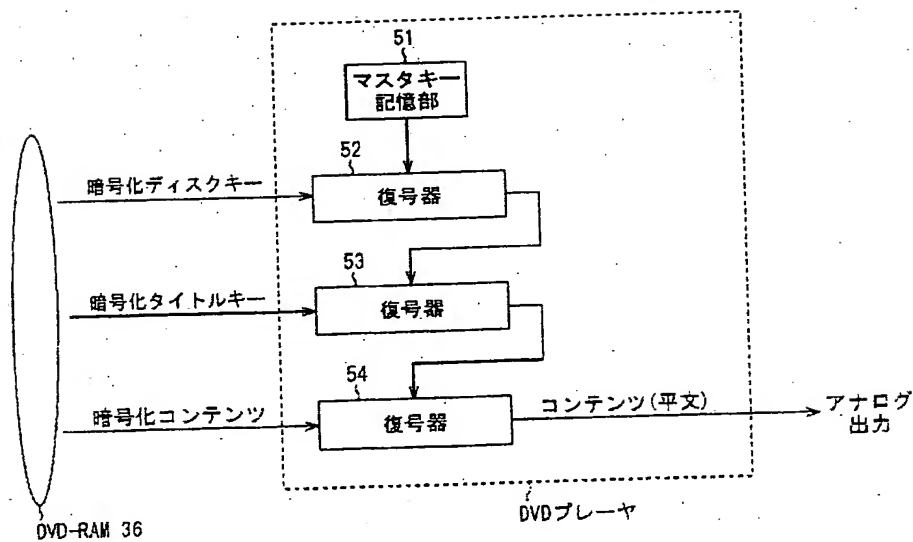 51
マスタキー
記憶部
52
暗号化ディスクキー
復号器
53
暗号化タイトルキー
復号器
54
暗号化コンテンツ
復号器
コンテンツ(平文)
アナログ
出力
DVDプレーヤ
DVD-RAM 36